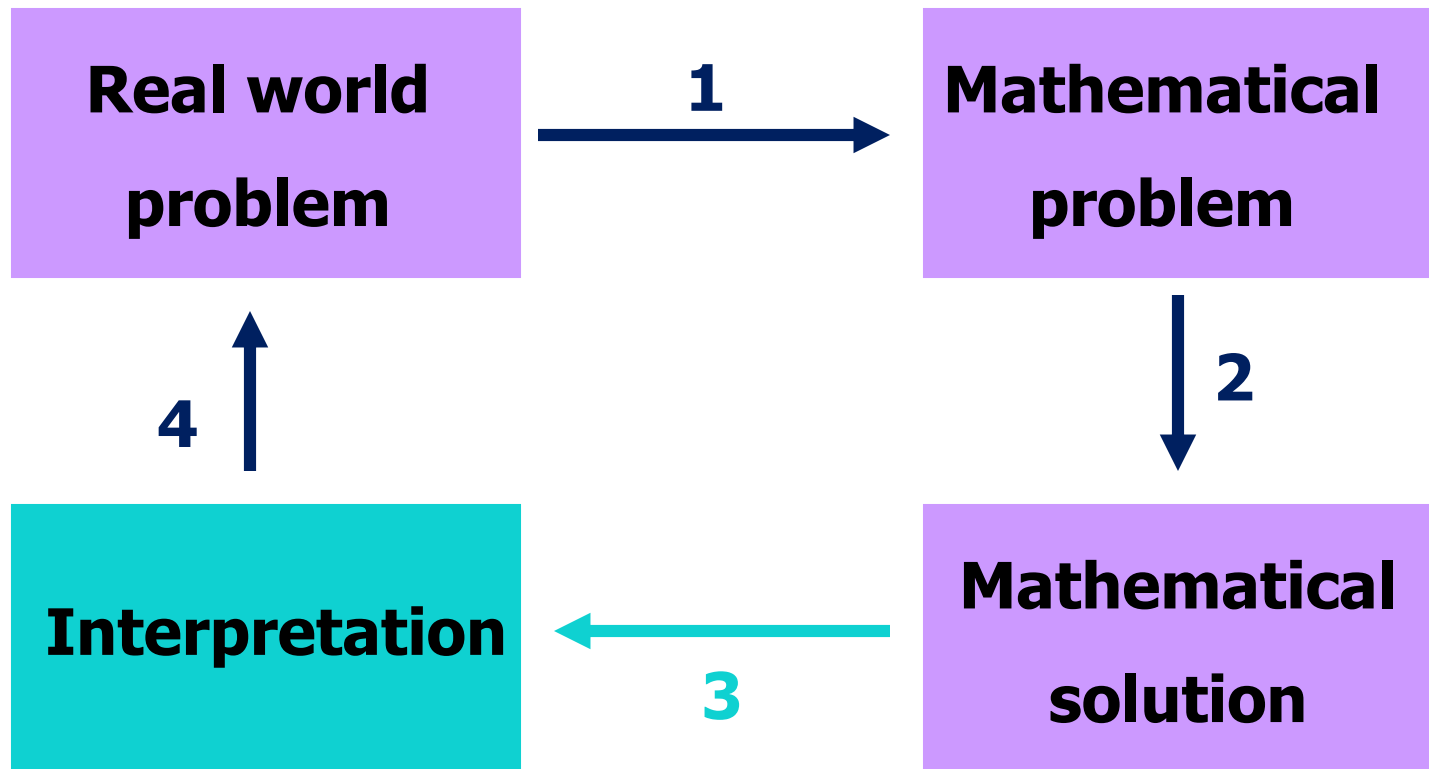 Real world
problem
1
Mathematical
problem
2
4
Interpretation
3
Mathematical
solution